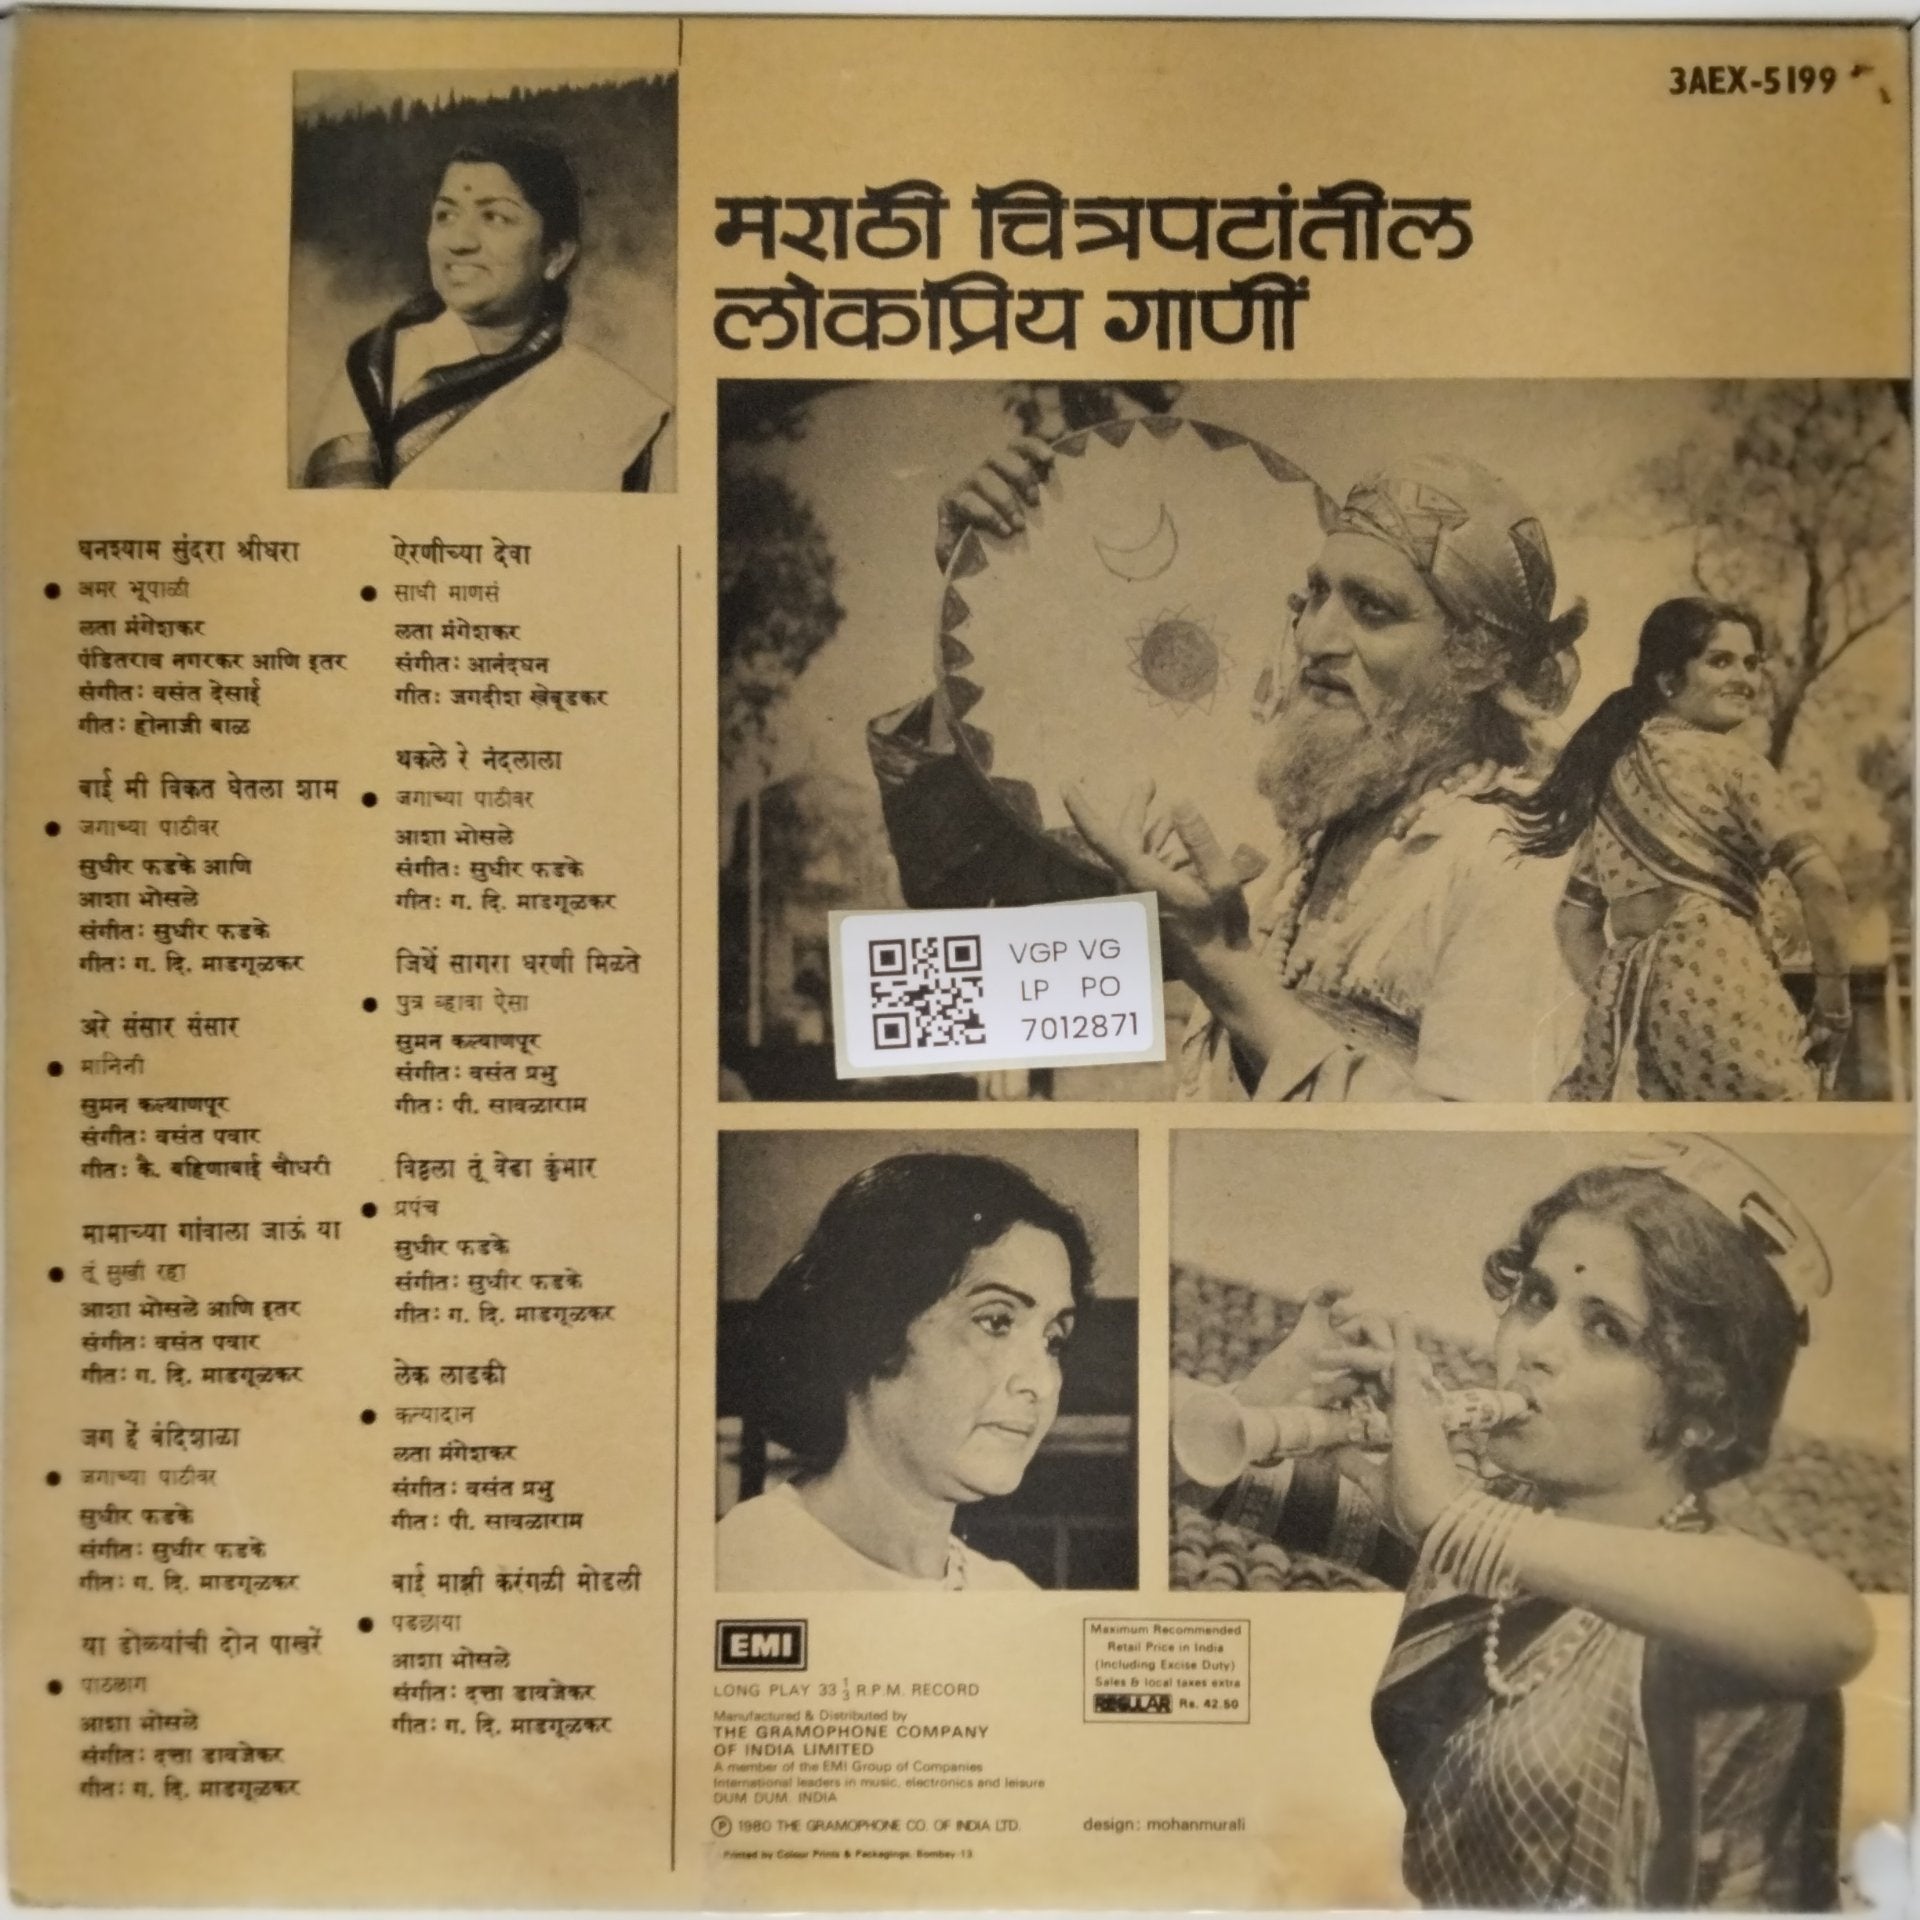 3AEX-5199
मराठी चित्रपटांतील
लोकप्रिय गाणीं
घनश्याम सुंदरा श्रीधरा
● अमर भूपाळी
लता मंगेशकर
पंडितराव नगरकर आणि इतर
संगीत: वसंत देसाई
गीत: होनाजी बाळ
बाई मी विकत घेतला शाम
● जगाच्या पाठीवर
सुधीर फडके आणि
आशा भोसले
संगीत: सुधीर फडके
गीत: ग. दि. माडगूळकर
अरे संसार संसार
● मानिनी
सुमन कल्याणपूर
संगीत: वसंत पवार
गीत: कै. बहिणाबाई चौधरी
मामाच्या गांवाला जाऊं या
● तूं सुखी रहा
आशा भोसले आणि इतर
संगीत: वसंत पवार
गीत: ग. दि. माडगूळकर
जग हें बंदिशाळा
● जगाच्या पाठीवर
सुधीर फडके
संगीत: सुधीर फडके
गीत: ग. दि. माडगूळकर
या डोळ्यांची दोन पाखरें
● पाठलाग
आशा भोसले
संगीत: दत्ता डावजेकर
गीत: ग. दि. माडगूळकर
ऐरणीच्या देवा
● साधी माणसं
लता मंगेशकर
संगीत: आनंदघन
गीत: जगदीश खेबूडकर
थकले रे नंदलाला
● जगाच्या पाठीवर
आशा भोसले
संगीत: सुधीर फडके
गीत: ग. दि. माडगूळकर
जिथें सागरा धरणी मिळते
● पुत्र व्हावा ऐसा
सुमन कल्याणपूर
संगीत: वसंत प्रभु
गीत: पी. सावळाराम
विठ्ठला तूं वेडा कुंभार
● प्रपंच
सुधीर फडके
संगीत: सुधीर फडके
गीत: ग. दि. माडगूळकर
लेक लाडकी
● कन्यादान
लता मंगेशकर
संगीत: वसंत प्रभु
गीत: पी. सावळाराम
बाई माझी करंगळी मोडली
● पडछाया
आशा भोसले
संगीत: दत्ता डावजेकर
गीत: ग. दि. माडगूळकर
VGP VG
LP PO
7012871
EMI
LONG PLAY 33 1/3 R.P.M. RECORD
Manufactured & Distributed by
THE GRAMOPHONE COMPANY
OF INDIA LIMITED
A member of the EMI Group of Companies
International leaders in music, electronics and leisure
DUM DUM. INDIA
Ⓟ 1980 THE GRAMOPHONE CO. OF INDIA LTD.
Printed by Colour Prints & Packagings, Bombay-13
Maximum Recommended
Retail Price in India
(Including Excise Duty)
Sales & local taxes extra
REGULAR Rs. 42.50
design: mohanmurali